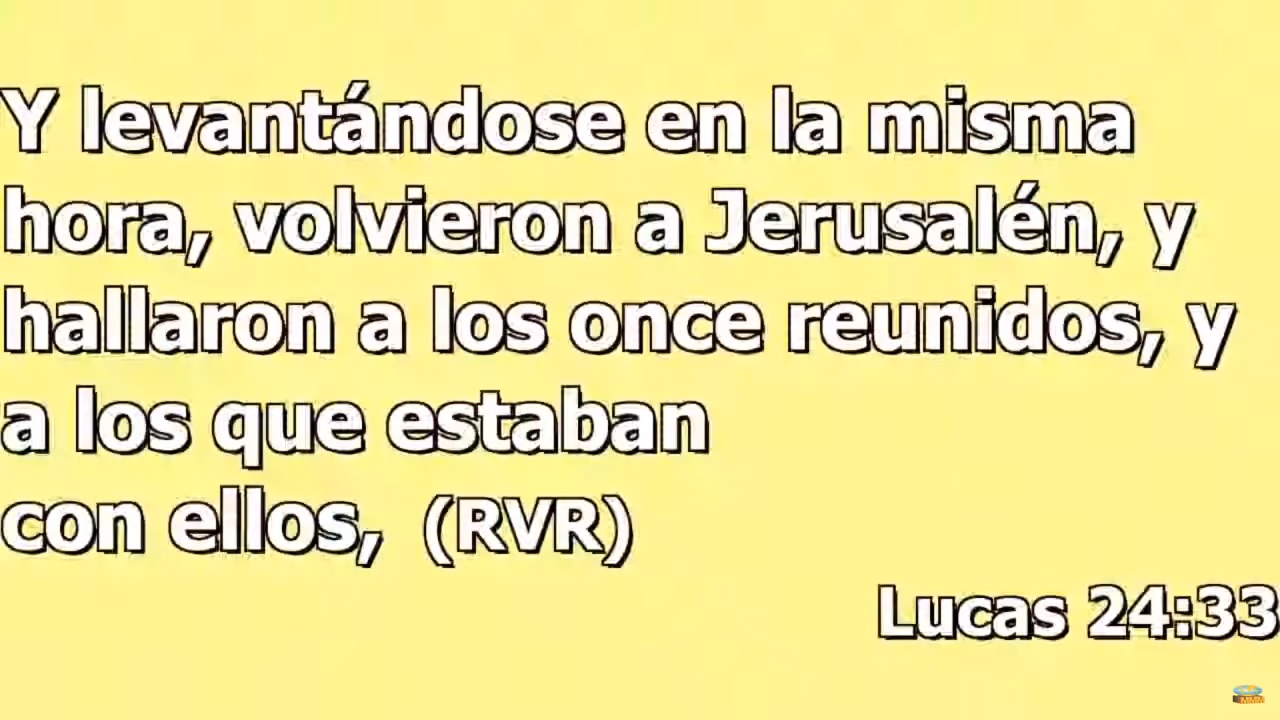 Y levantándose en la misma
hora, volvieron a Jerusalén, y
hallaron a los once reunidos, y
a los que estaban
con ellos, (RVR)
Lucas 24:33